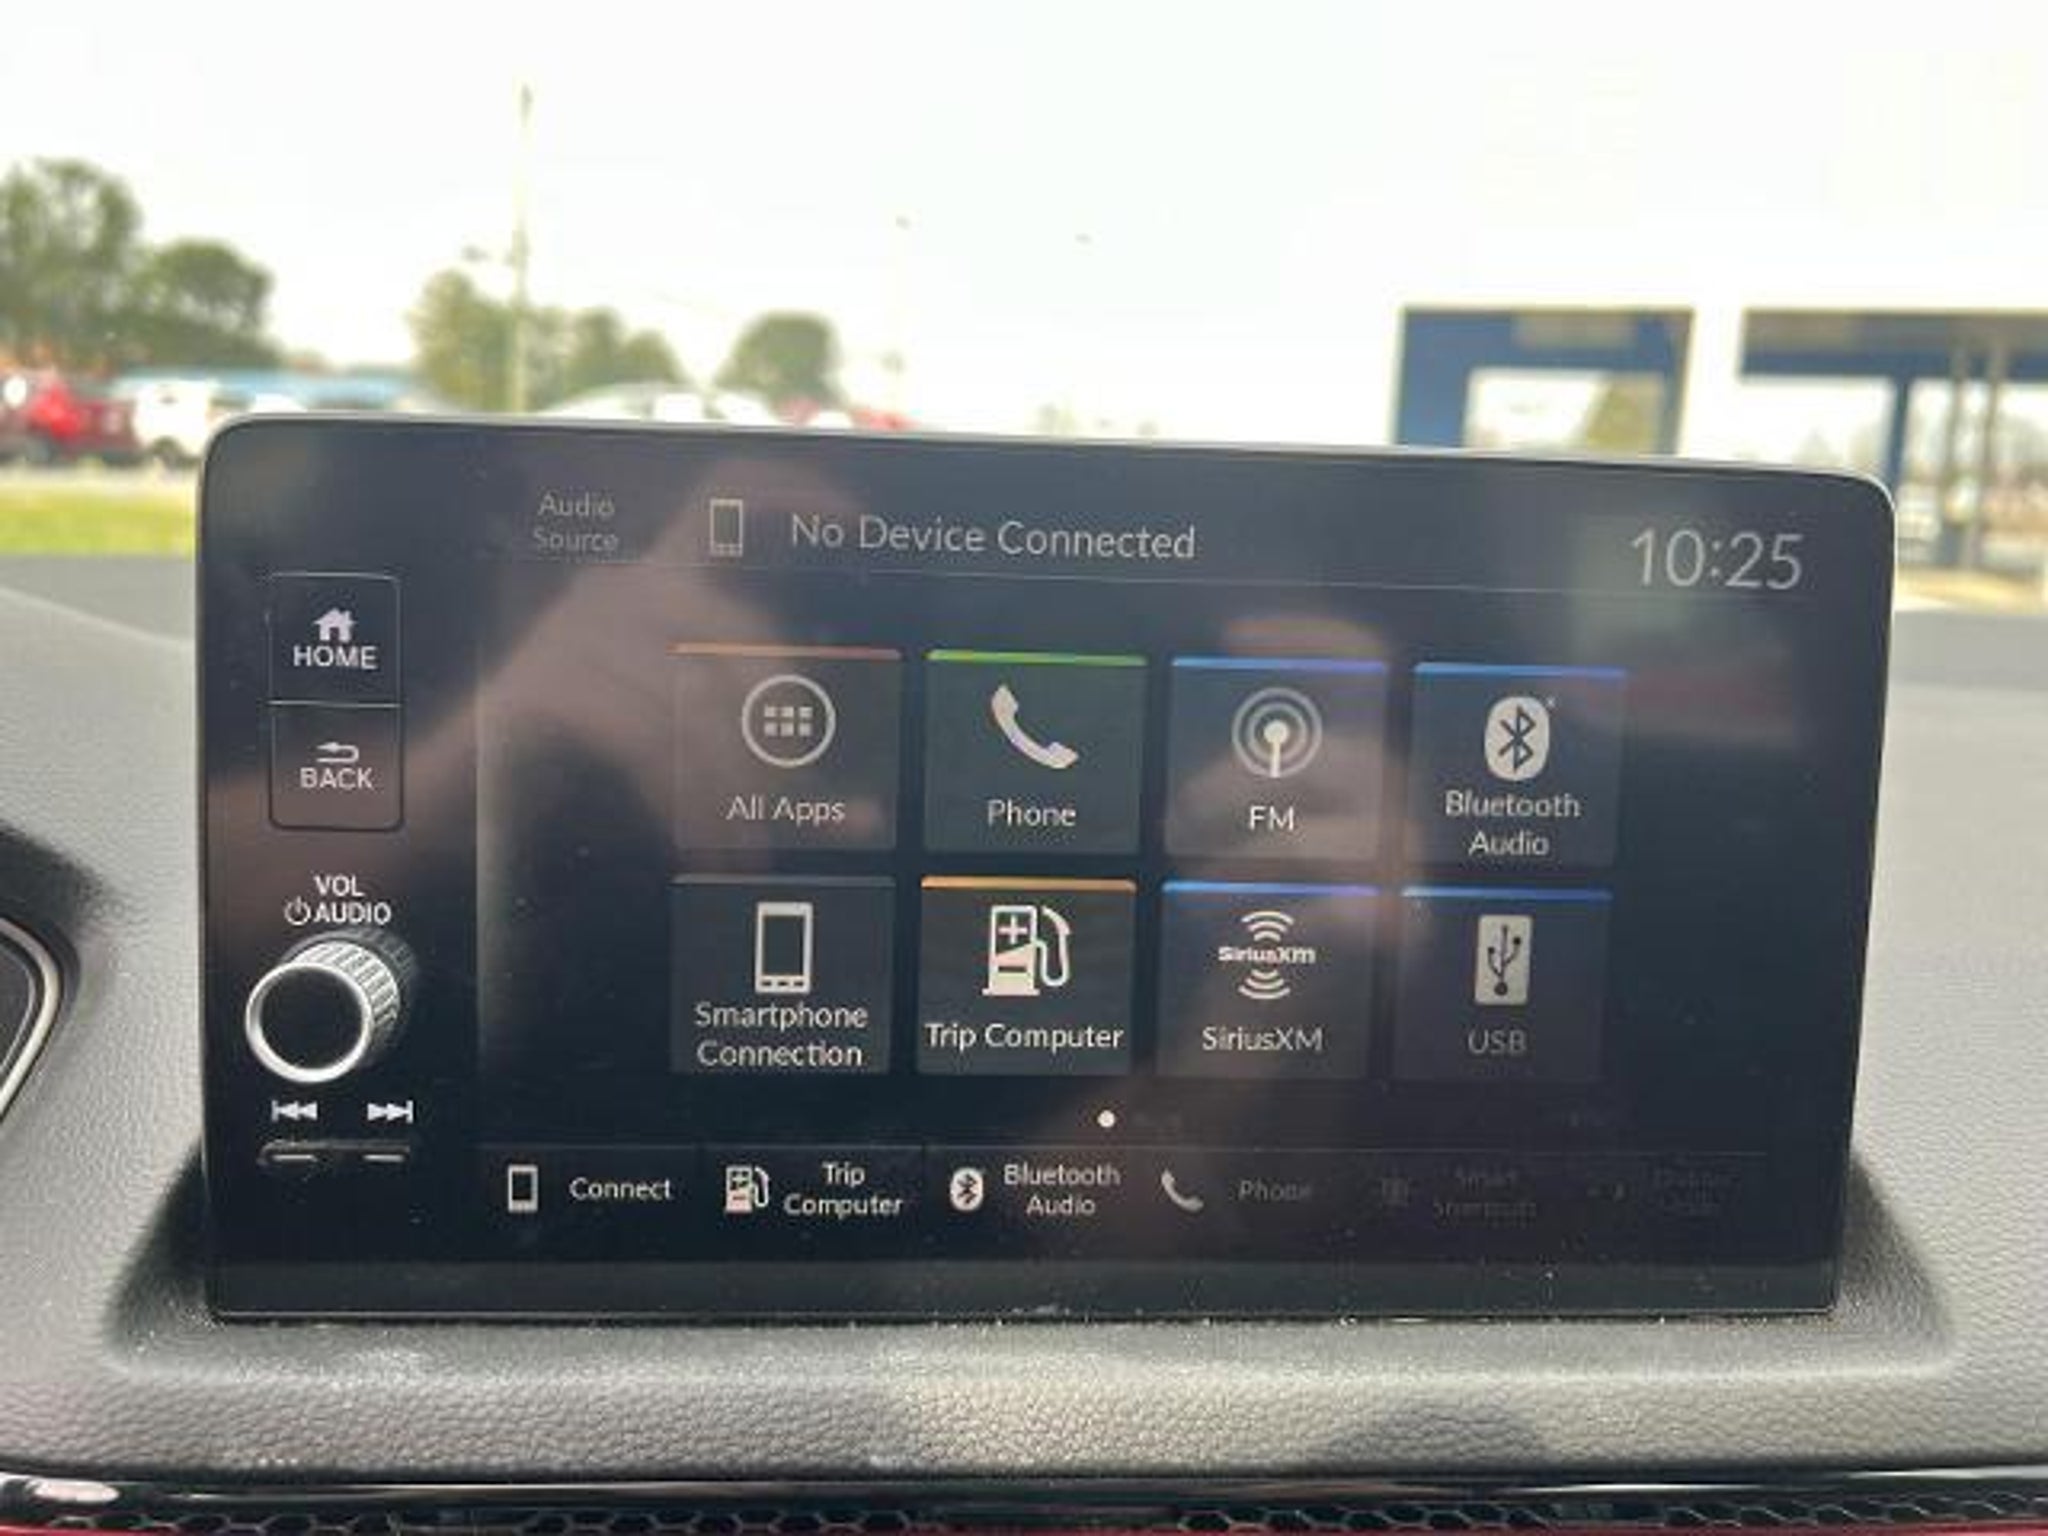 Audio
Source
No Device Connected
10:25
HOME
BACK
VOL
AUDIO
All Apps
Phone
FM
Bluetooth
Audio
Smartphone
Connection
Trip Computer
SiriusXM
SiriusXM
USB
Connect
Trip
Computer
Bluetooth
Audio
Phone